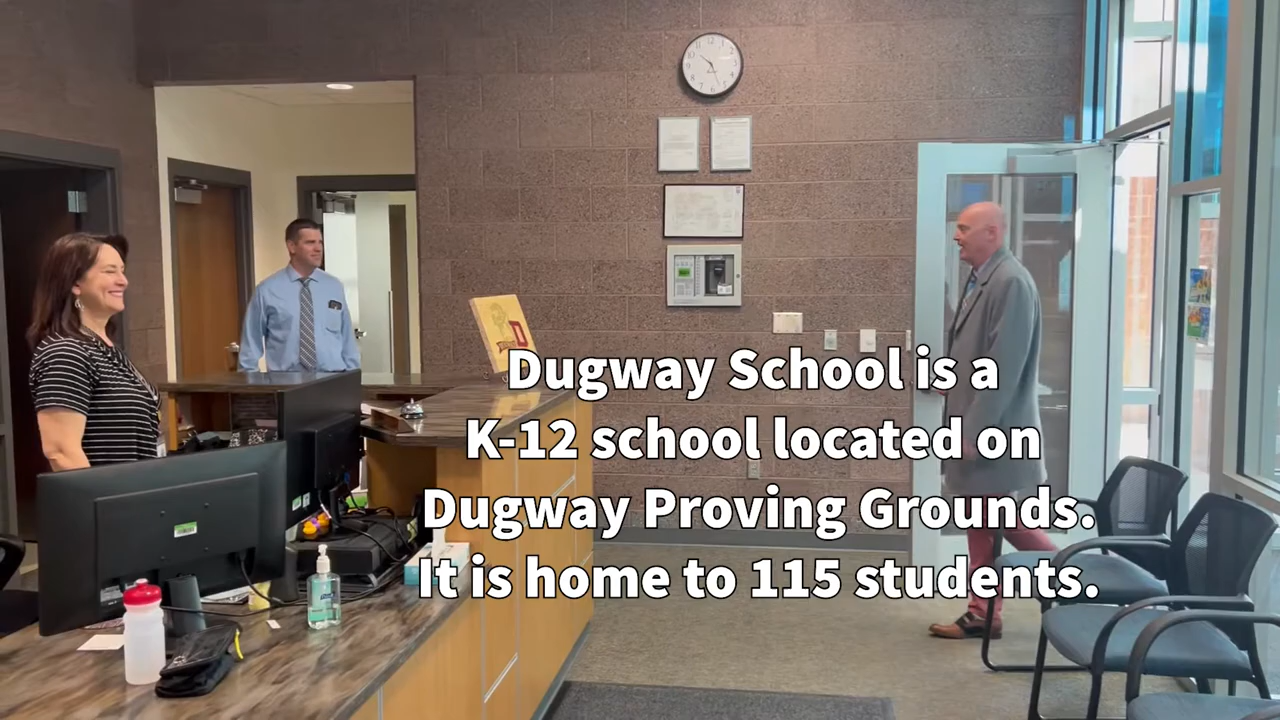 D
Dugway School is a
K-12 school located on
Dugway Proving Grounds.
It is home to 115 students.